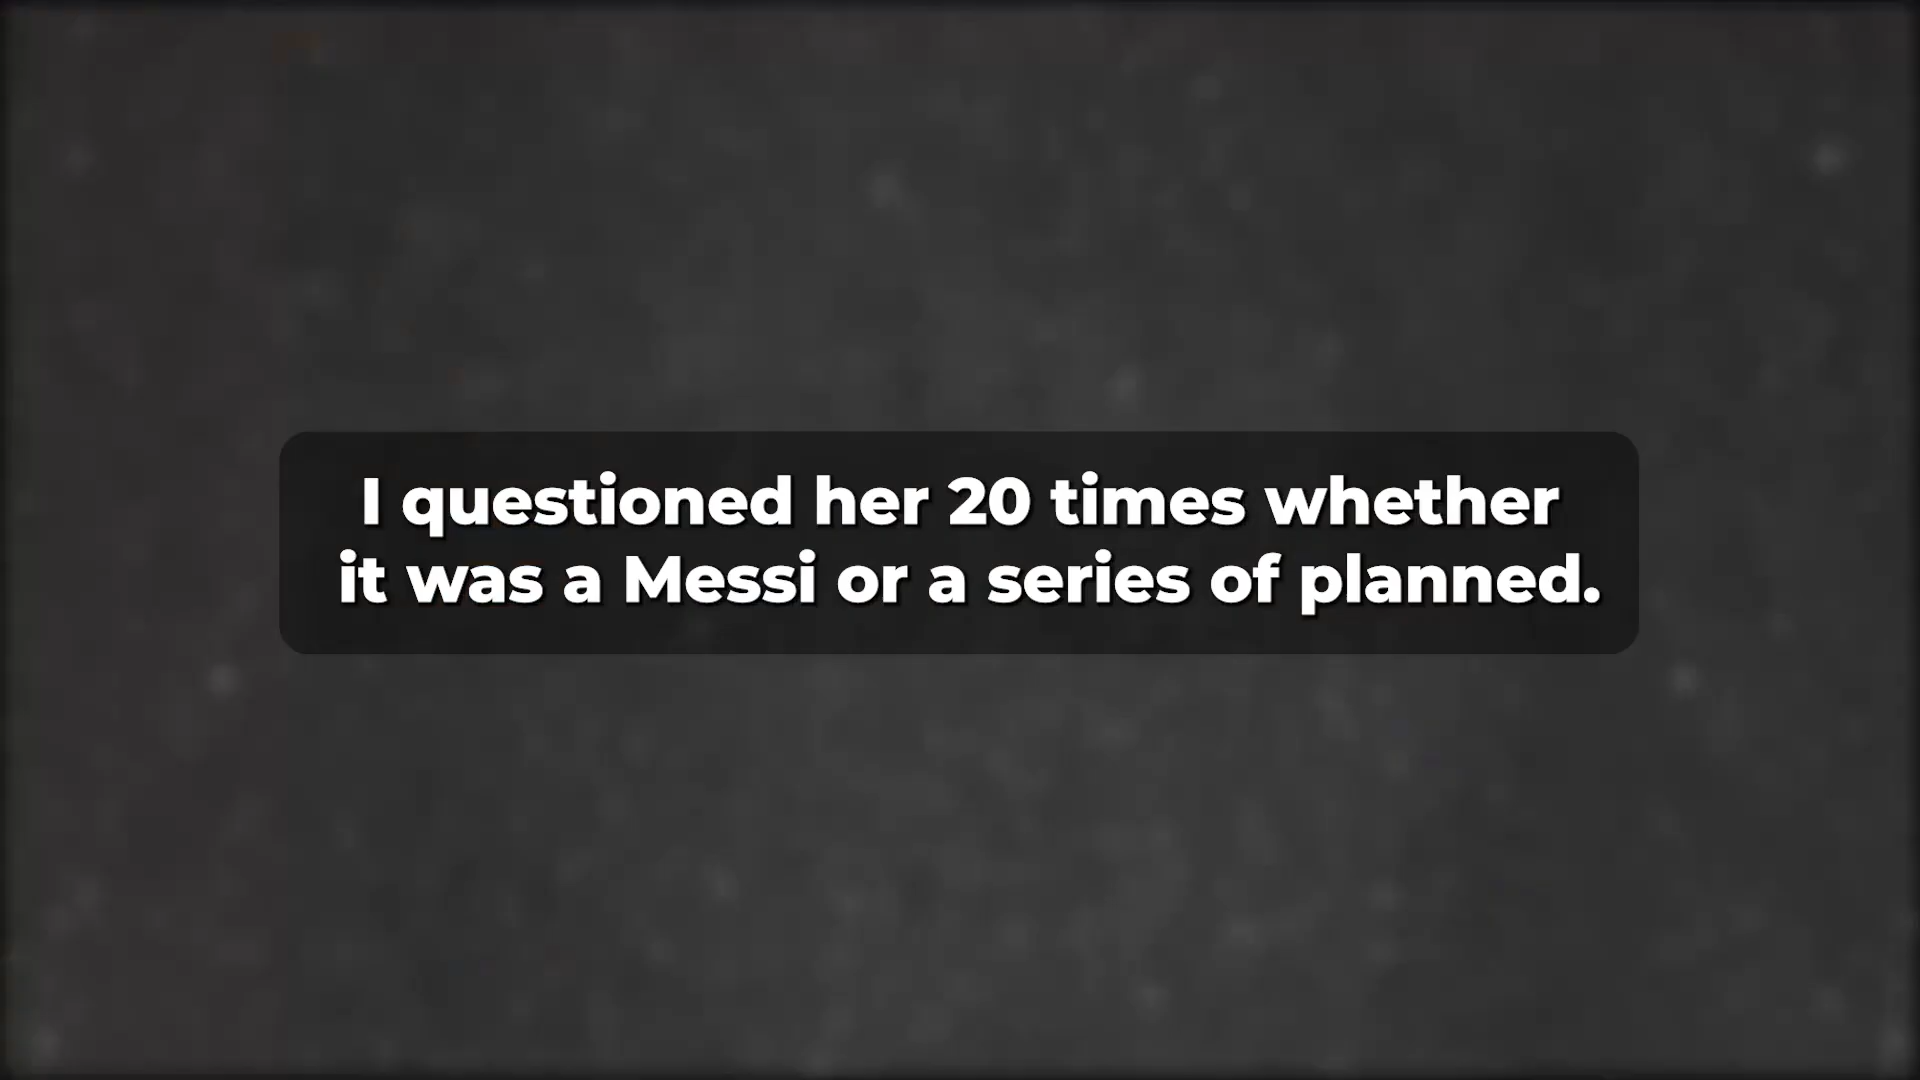 I questioned her 20 times whether
it was a Messi or a series of planned.